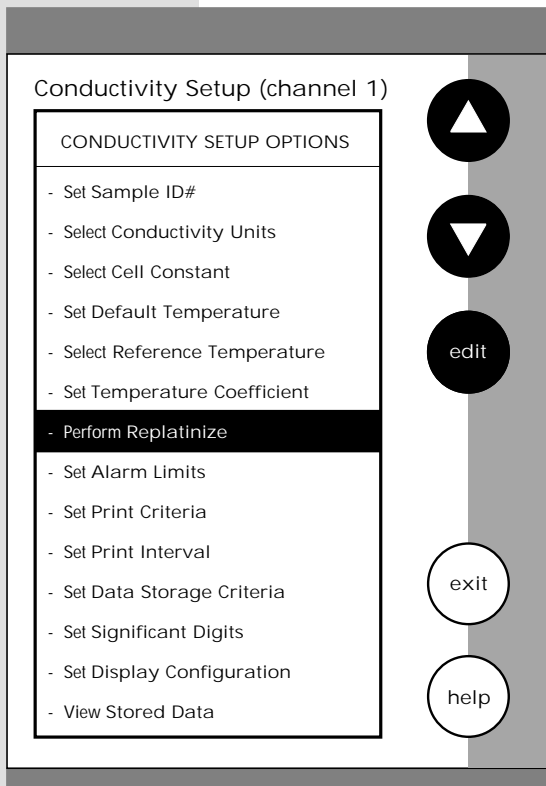 Conductivity Setup (channel 1)
CONDUCTIVITY SETUP OPTIONS
- Set Sample ID#
- Select Conductivity Units
- Select Cell Constant
- Set Default Temperature
- Select Reference Temperature
- Set Temperature Coefficient
- Perform Replatinize
- Set Alarm Limits
- Set Print Criteria
- Set Print Interval
- Set Data Storage Criteria
- Set Significant Digits
- Set Display Configuration
- View Stored Data
edit
exit
help